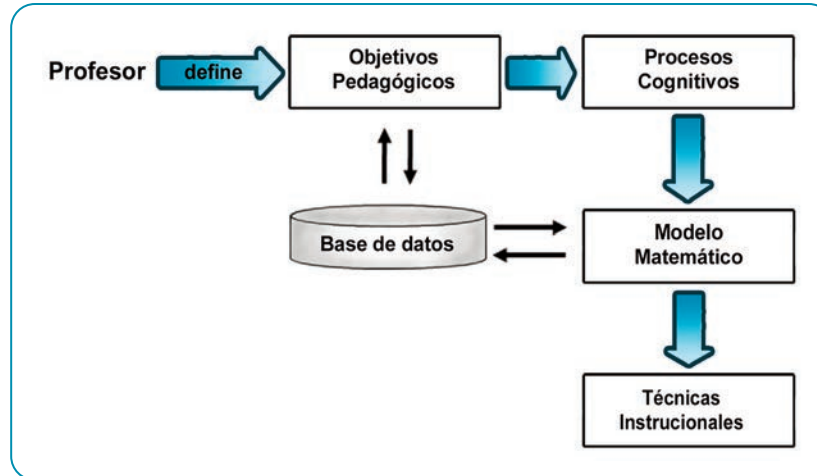 Profesor
define
Objetivos
Pedagógicos
Procesos
Cognitivos
Base de datos
Modelo
Matemático
Técnicas
Instrucionales